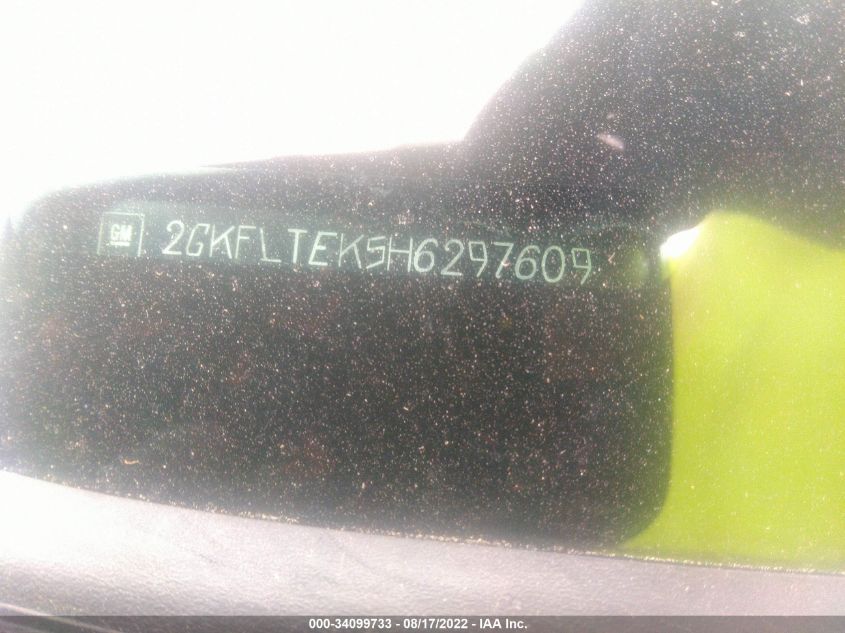 GM
2GKFLTEK5H6297609
000-34099733 - 08/17/2022 - IAA Inc.